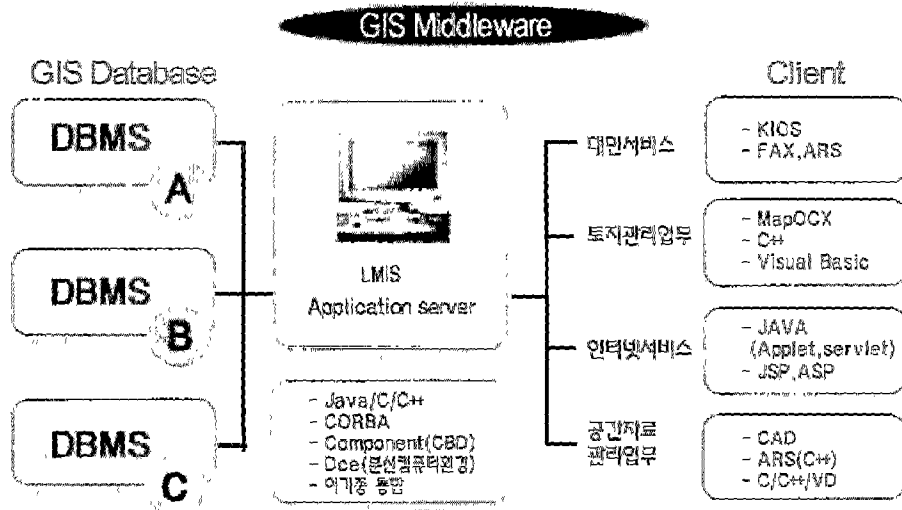 GIS Middleware
GIS Database
Client
DBMS
A
DBMS
B
DBMS
C
LMIS
Application server
- Java/C/C++
- CORBA
- Component(CBD)
- Dce(분산컴퓨터환경)
- 이기종 통합
대민서비스
토지관리업무
인터넷서비스
공간자료
관리업무
- KIOS
- FAX,ARS
- MapOCX
- C++
- Visual Basic
- JAVA
(Applet,servlet)
- JSP,ASP
- CAD
- ARS(C++)
- C/C++/VD